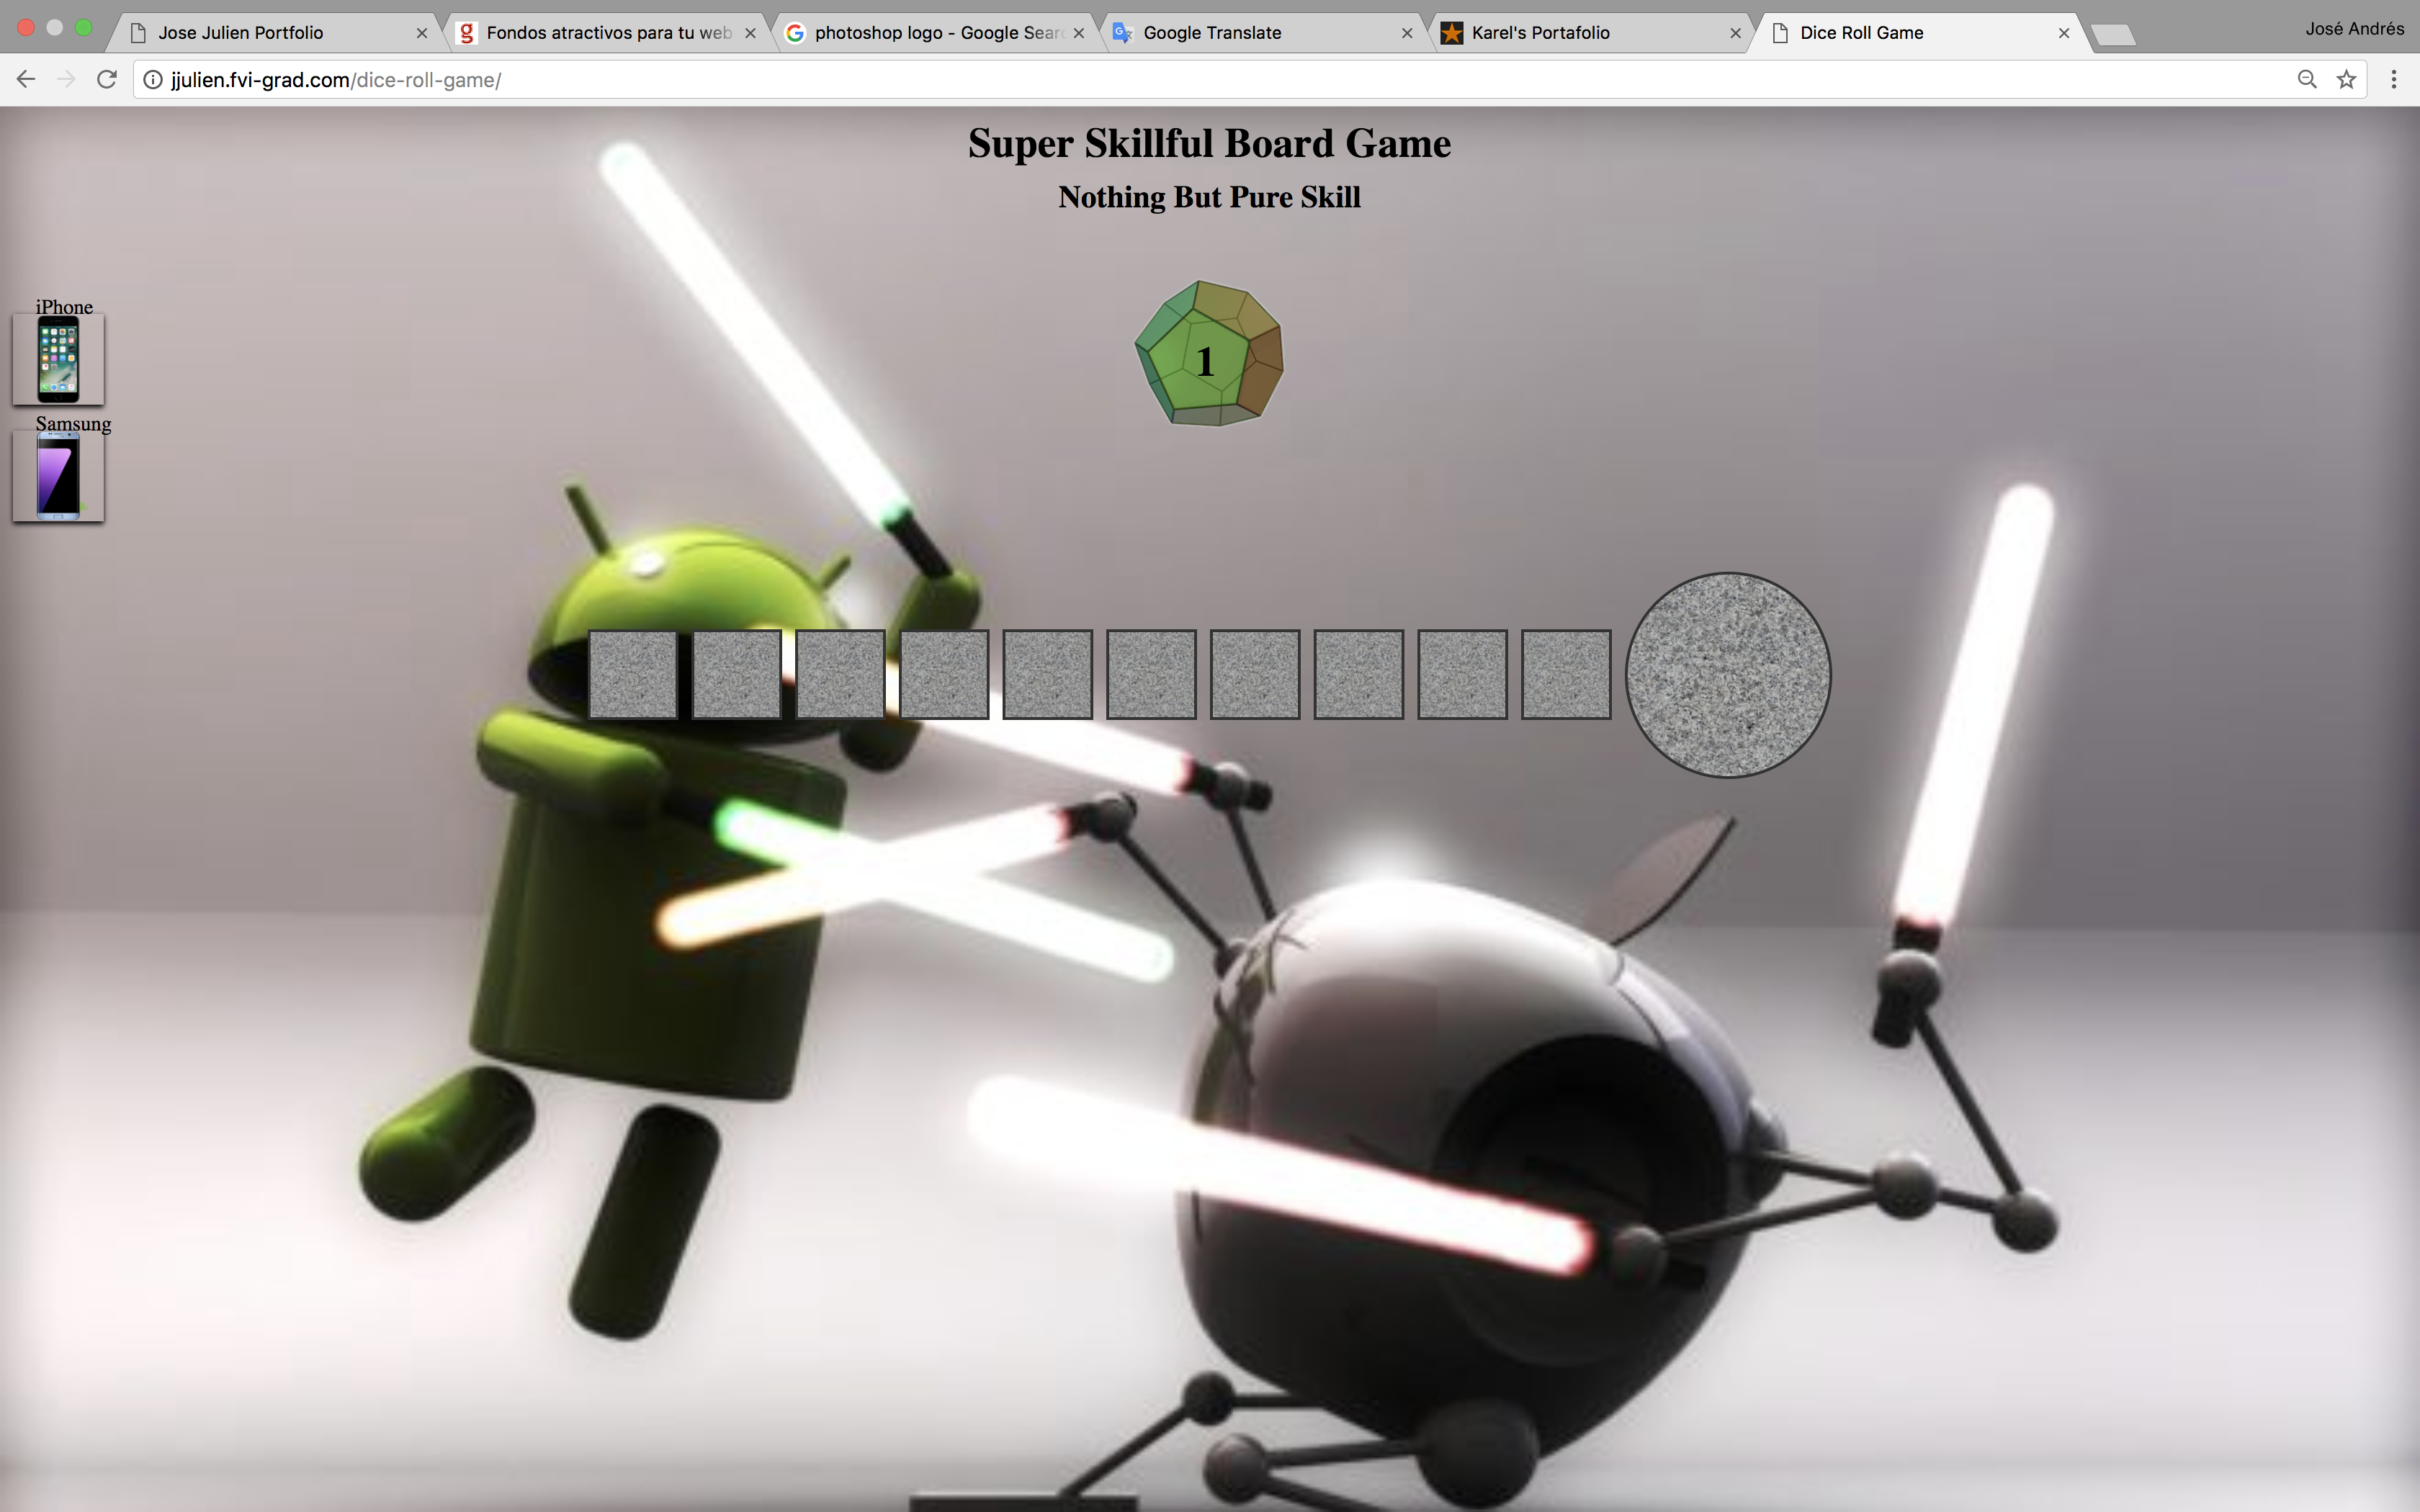 Jose Julien Portfolio
Fondos atractivos para tu web
photoshop logo - Google Sear
Google Translate
Karel's Portafolio
Dice Roll Game
José Andrés
jjulien.fvi-grad.com/dice-roll-game/
Super Skillful Board Game
Nothing But Pure Skill
iPhone
1
Samsung